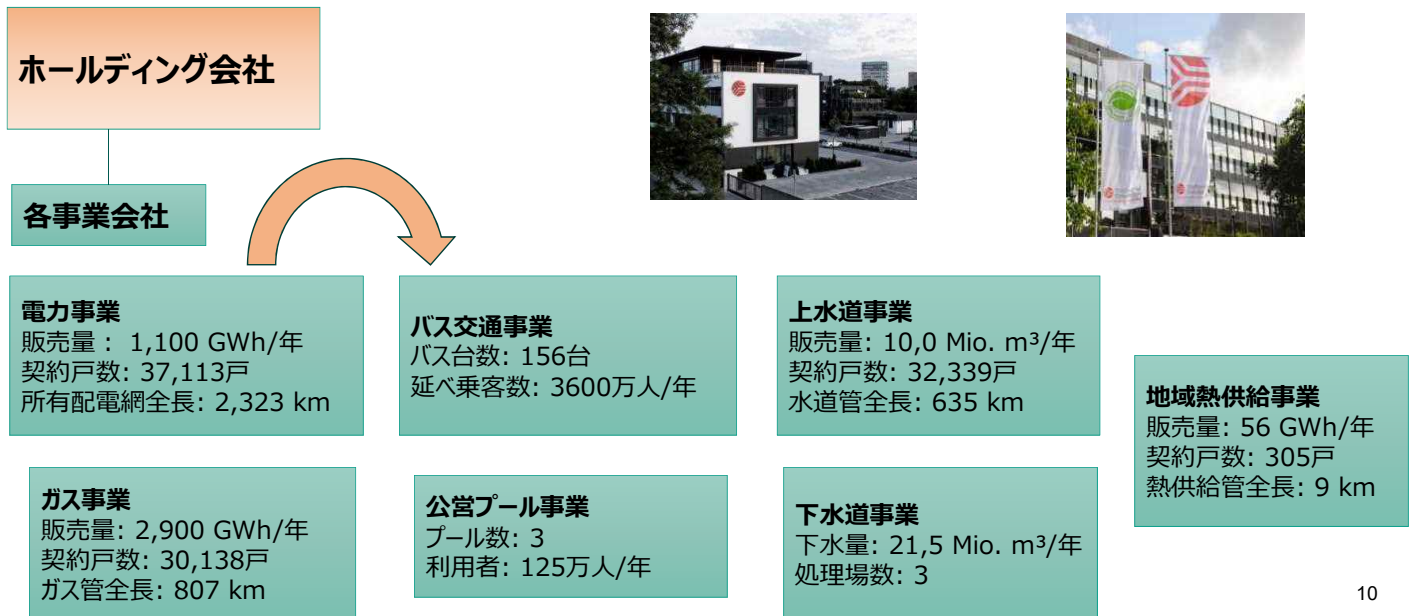 ホールディング会社
各事業会社
電力事業
販売量： 1,100 GWh/年
契約戸数: 37,113戸
所有配電網全長: 2,323 km
バス交通事業
バス台数: 156台
延べ乗客数: 3600万人/年
上水道事業
販売量: 10,0 Mio. m³/年
契約戸数: 32,339戸
水道管全長: 635 km
地域熱供給事業
販売量: 56 GWh/年
契約戸数: 305戸
熱供給管全長: 9 km
ガス事業
販売量: 2,900 GWh/年
契約戸数: 30,138戸
ガス管全長: 807 km
公営プール事業
プール数: 3
利用者: 125万人/年
下水道事業
下水量: 21,5 Mio. m³/年
処理場数: 3
10